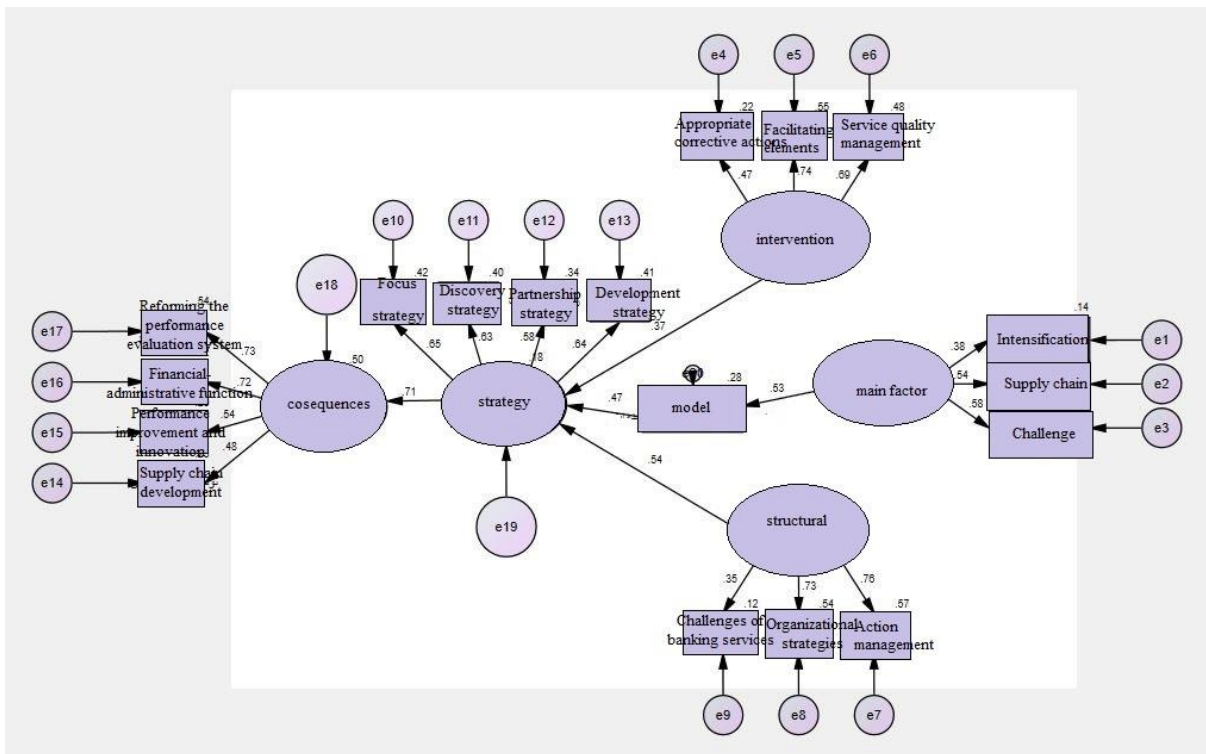 e4
e5
e6
.22
.55
.48
Appropriate
corrective actions
Facilitating
elements
Service quality
management
.47
.74
.69
intervention
e10
e11
e12
e13
e18
.42
.40
.34
.41
Focus
strategy
Discovery
strategy
Partnership
strategy
Development
strategy
.37
.65
.63
.58
.64
e17
e16
e15
e14
.54
Reforming the
performance
evaluation system
Financial-
administrative function
Performance
improvement and
innovation
Supply chain
development
.73
.72
.54
.48
.50
cosequences
.71
strategy
e19
.47
.28
model
.53
main factor
.38
.54
.58
.14
Intensification
Supply chain
Challenge
e1
e2
e3
.54
structural
.35
.73
.76
.12
.54
.57
Challenges of
banking services
Organizational
strategies
Action
management
e9
e8
e7